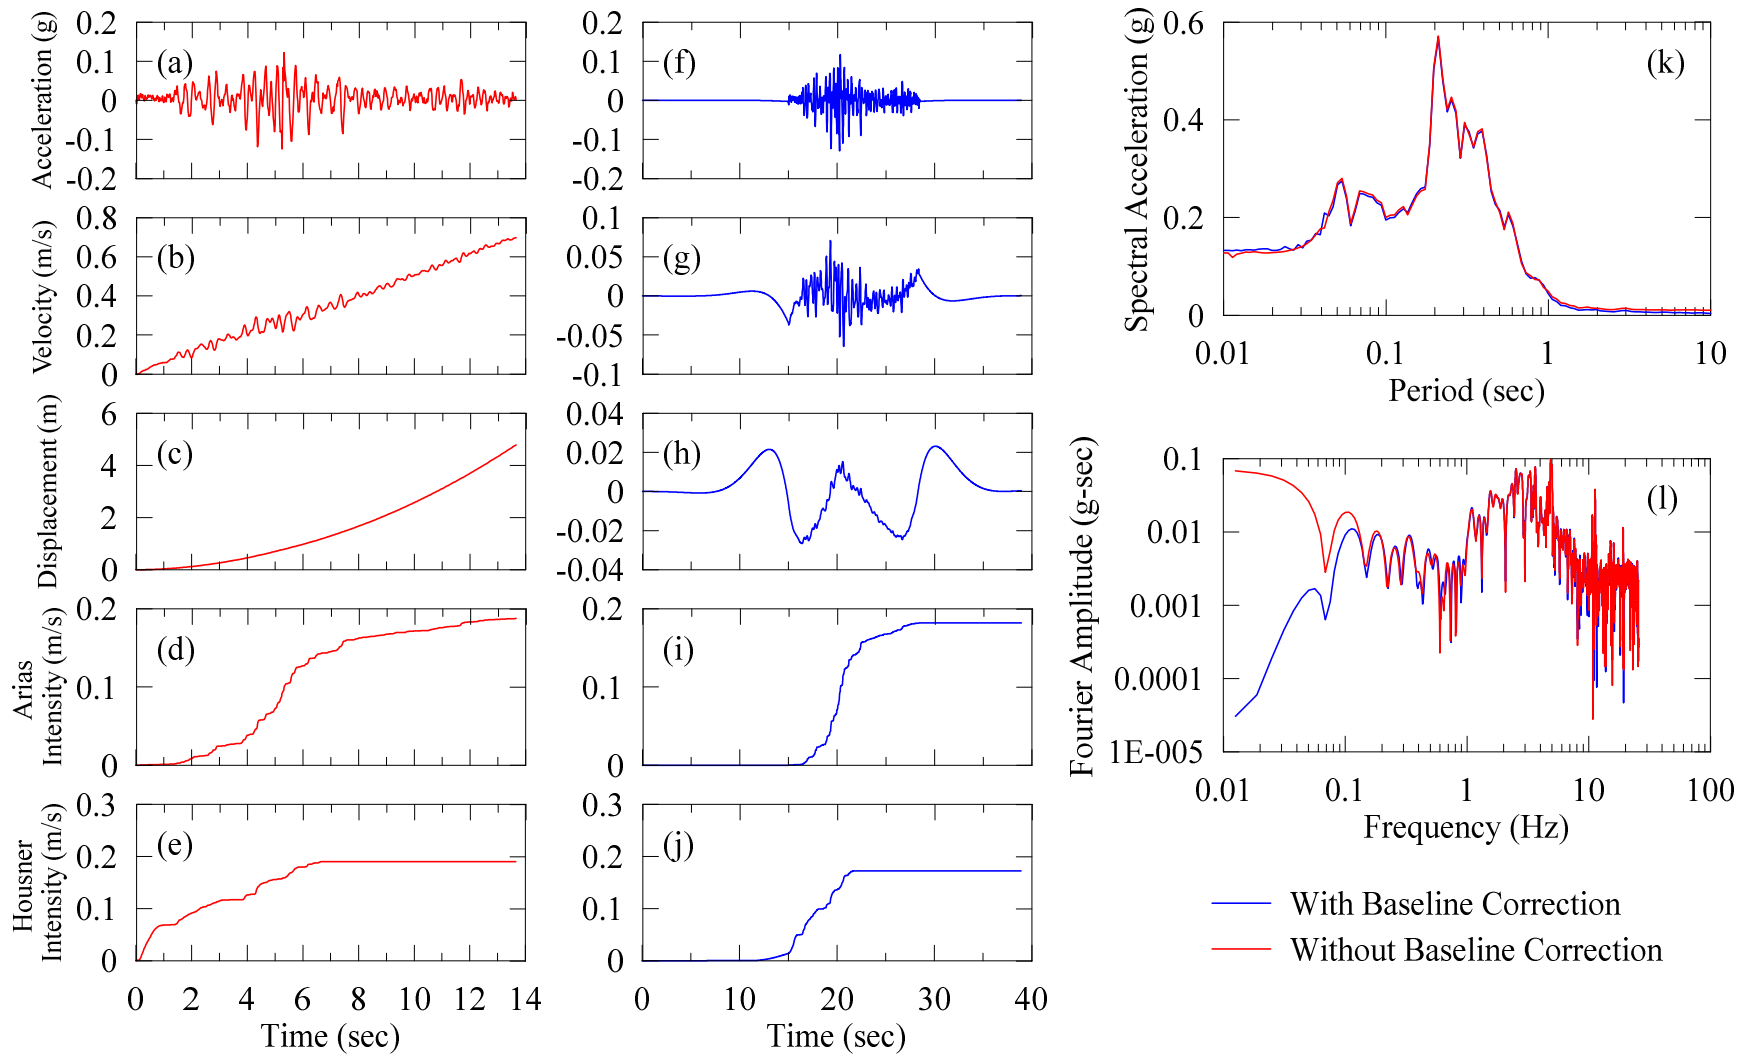 Acceleration (g)
0.2
0.1
0
-0.1
-0.2
(a)
Velocity (m/s)
0.8
0.6
0.4
0.2
0
(b)
Displacement (m)
6
4
2
0
(c)
Arias
Intensity (m/s)
0.2
0.1
0
(d)
Housner
Intensity (m/s)
0.3
0.2
0.1
0
(e)
0 2 4 6 8 10 12 14
Time (sec)
0.2
0.1
0
-0.1
-0.2
(f)
0.1
0.05
0
-0.05
-0.1
(g)
0.04
0.02
0
-0.02
-0.04
(h)
0.2
0.1
0
(i)
0.3
0.2
0.1
0
(j)
0 10 20 30 40
Time (sec)
Spectral Acceleration (g)
0.6
0.4
0.2
0
(k)
0.01 0.1 1 10
Period (sec)
Fourier Amplitude (g-sec)
0.1
0.01
0.001
0.0001
1E-005
(l)
0.01 0.1 1 10 100
Frequency (Hz)
With Baseline Correction
Without Baseline Correction